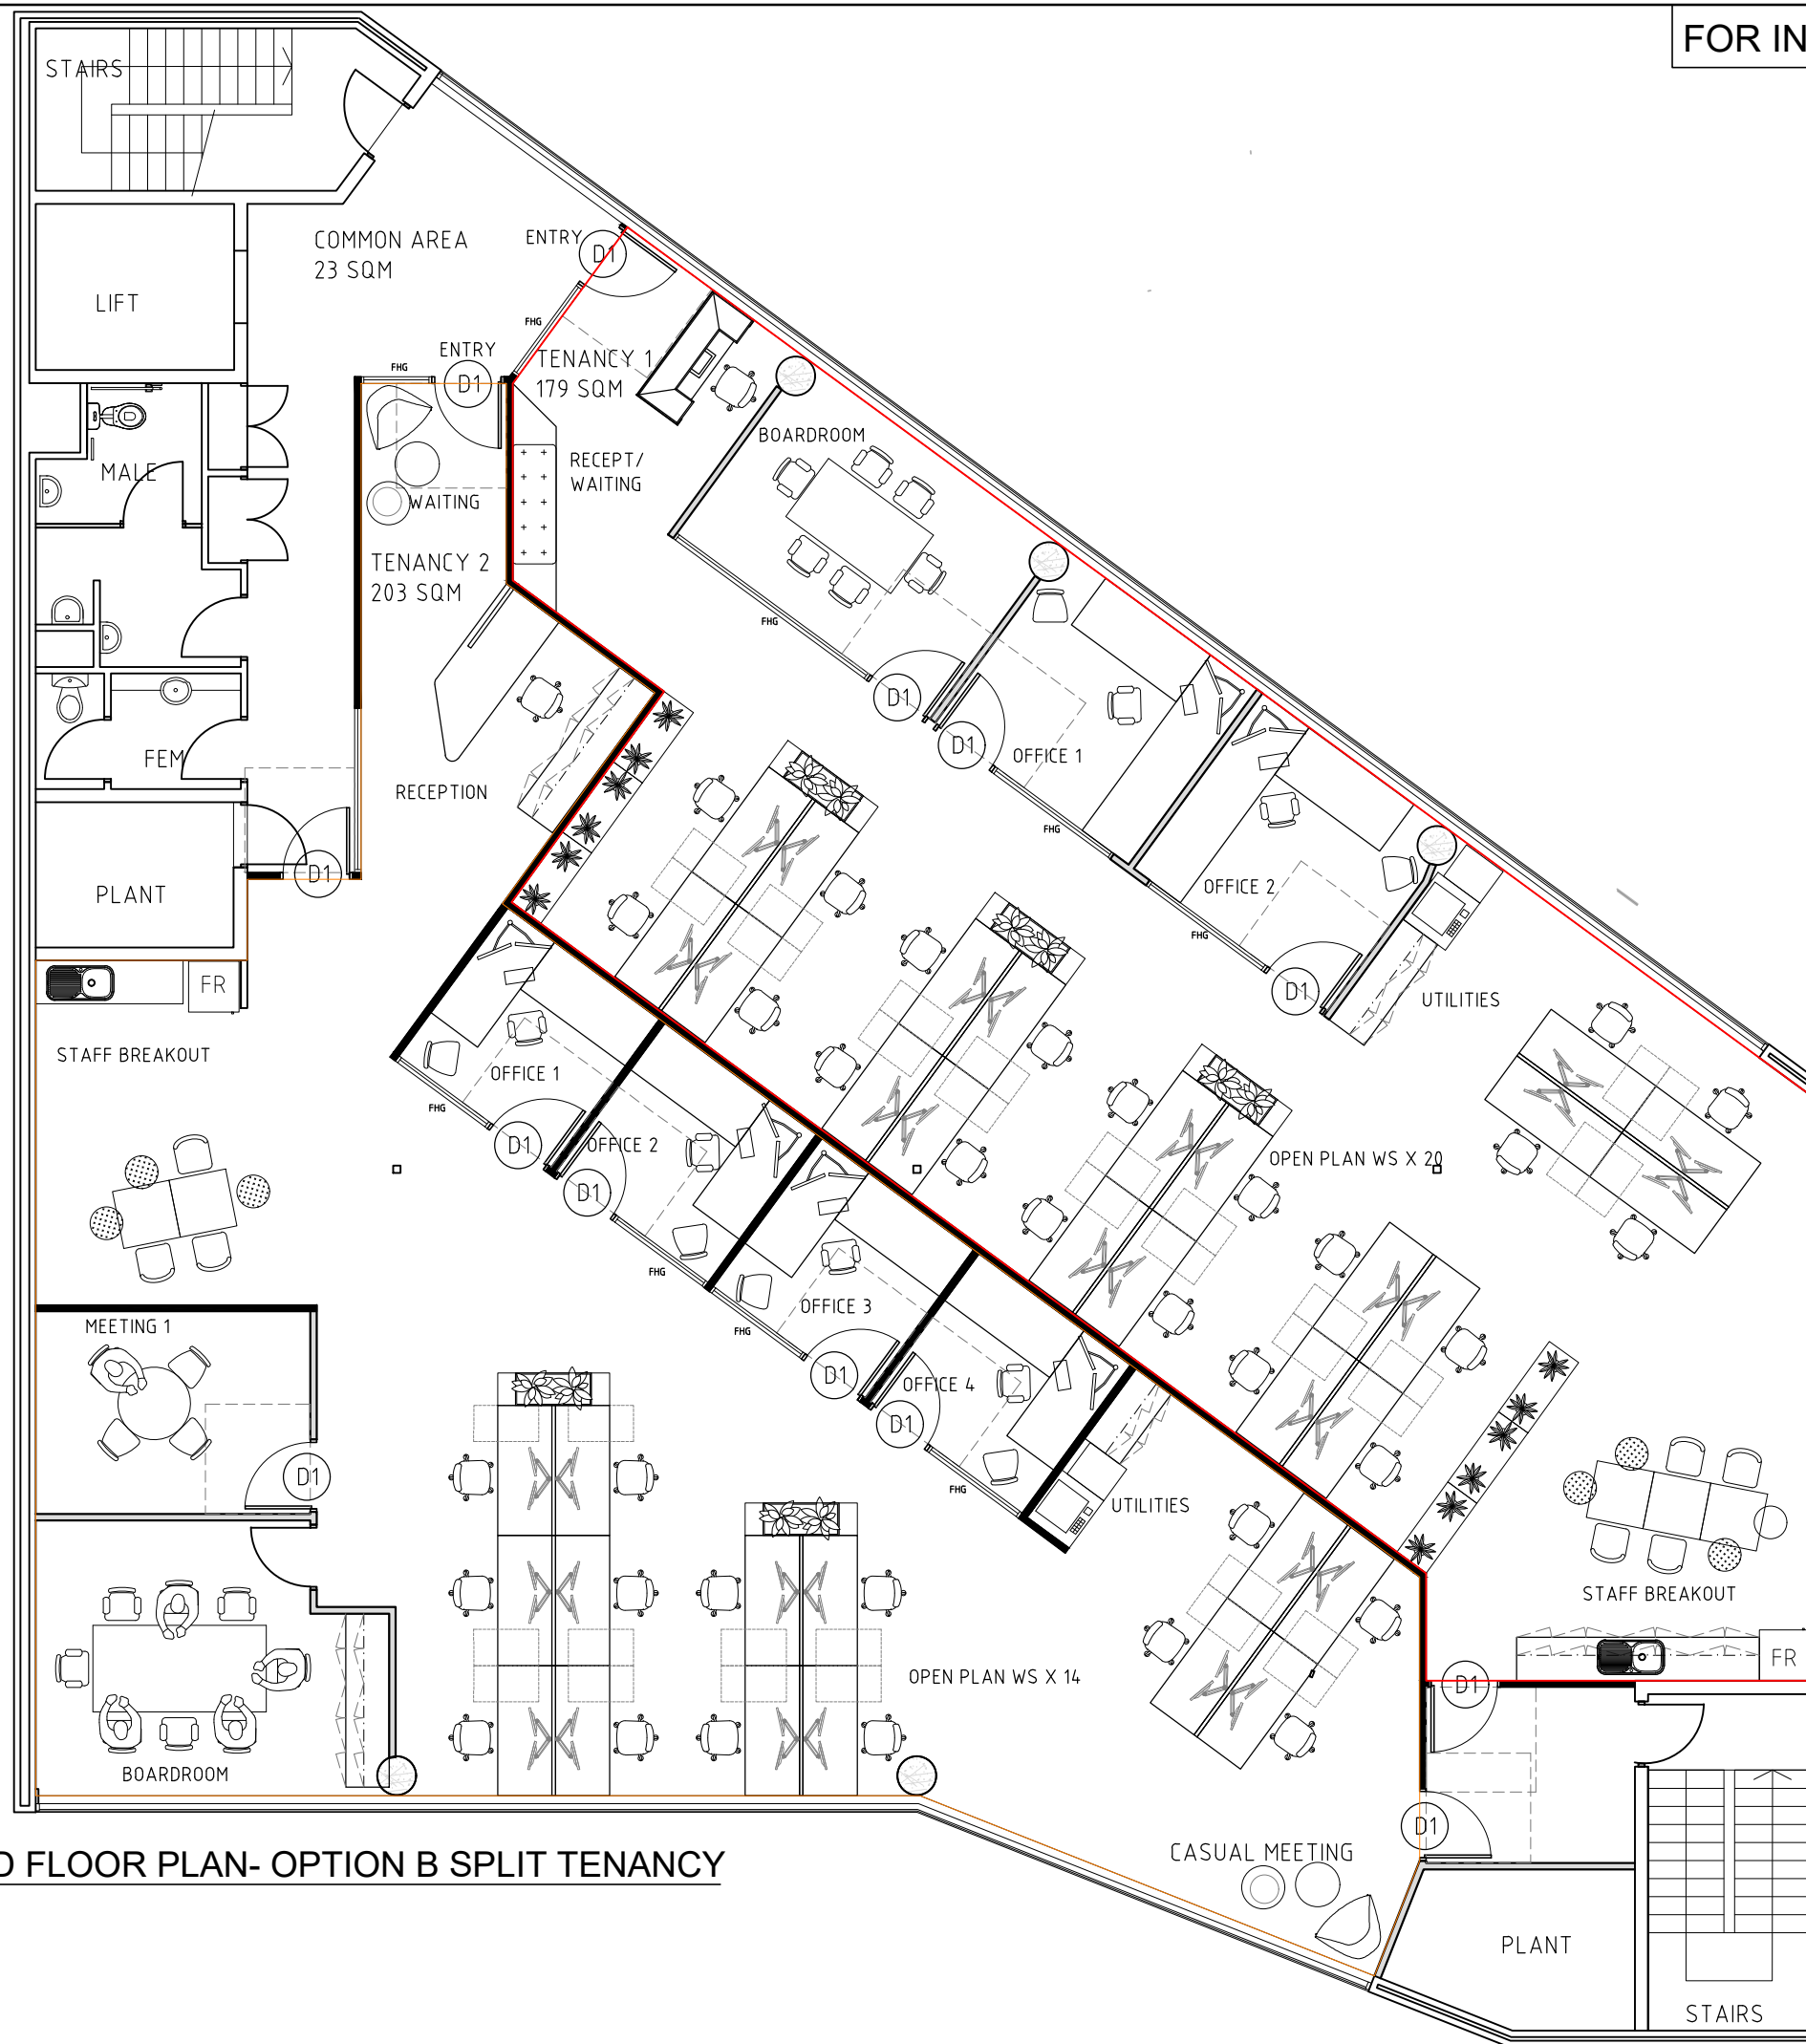 FOR IN
STAIRS
COMMON AREA
23 SQM
ENTRY
D1
LIFT
FHG
ENTRY
D1
FHG
TENANCY 1
179 SQM
BOARDROOM
RECEPT/
WAITING
MALE
WAITING
TENANCY 2
203 SQM
FHG
D1
D1
OFFICE 1
FEM
RECEPTION
FHG
D1
PLANT
OFFICE 2
FHG
D1
UTILITIES
FR
STAFF BREAKOUT
OFFICE 1
FHG
D1
OFFICE 2
D1
OPEN PLAN WS X 20
FHG
OFFICE 3
FHG
D1
OFFICE 4
D1
MEETING 1
D1
FHG
UTILITIES
STAFF BREAKOUT
FR
OPEN PLAN WS X 14
D1
BOARDROOM
D1
CASUAL MEETING
D FLOOR PLAN- OPTION B SPLIT TENANCY
PLANT
STAIRS